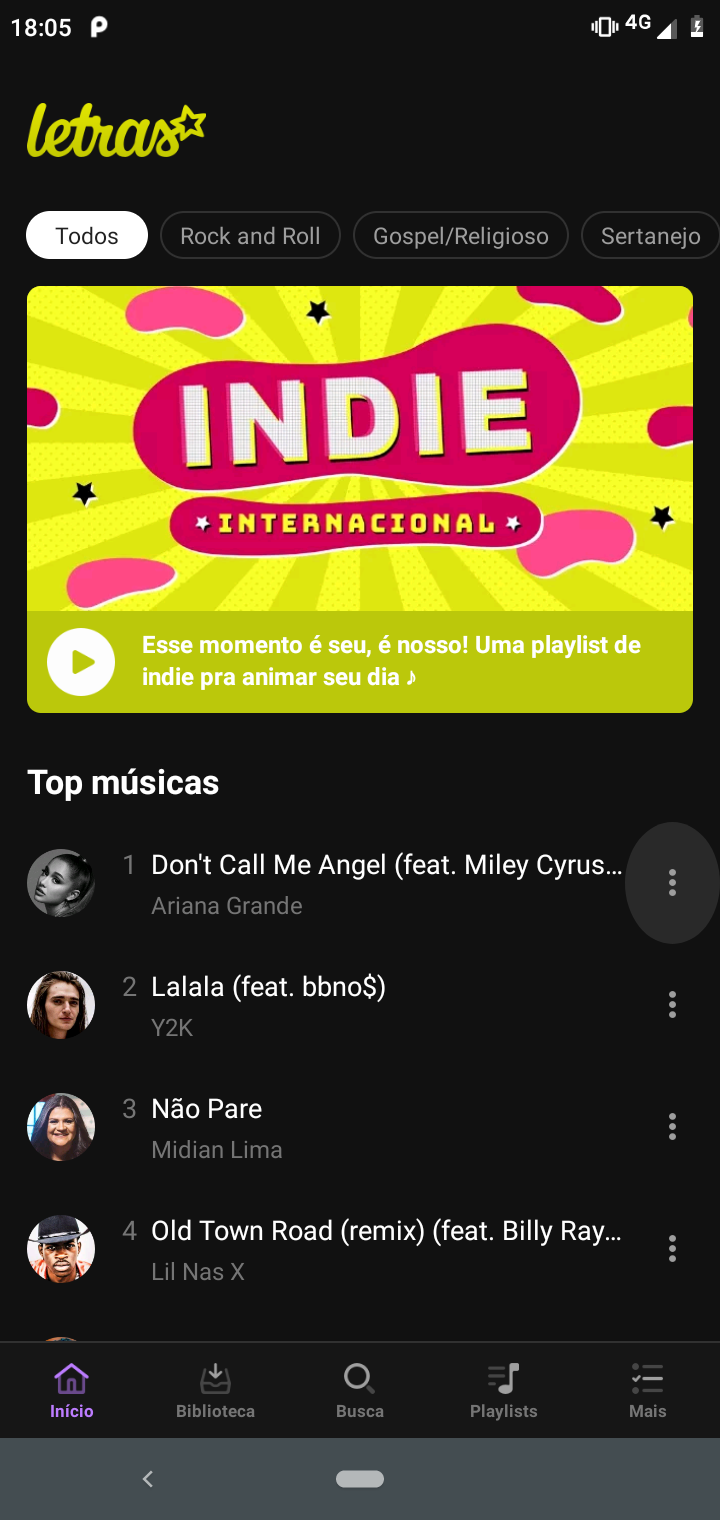 18:05
4G
letras
Todos
Rock and Roll
Gospel/Religioso
Sertanejo
INDIE
INTERNACIONAL
Esse momento é seu, é nosso! Uma playlist de
indie pra animar seu dia ♪
Top músicas
1 Don't Call Me Angel (feat. Miley Cyrus...
Ariana Grande
2 Lalala (feat. bbno$)
Y2K
3 Não Pare
Midian Lima
4 Old Town Road (remix) (feat. Billy Ray...
Lil Nas X
Início
Biblioteca
Busca
Playlists
Mais